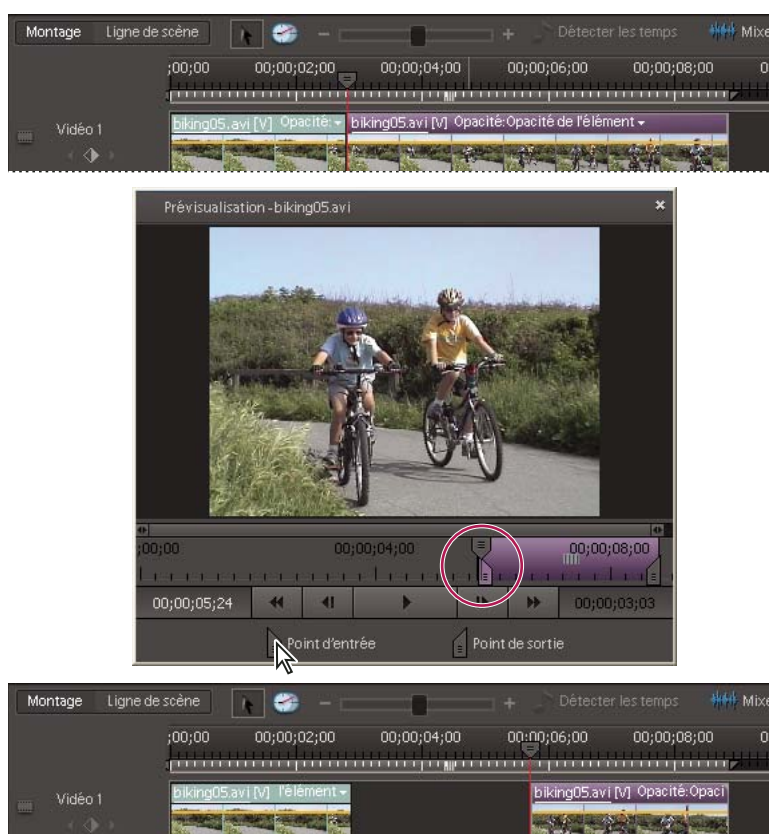 Montage Ligne de scène Détecter les temps Mixe
;00;00 00;00;02;00 00;00;04;00 00;00;06;00 00;00;08;00 0
biking05.avi [V] Opacité: biking05.avi [V] Opacité:Opacité de l'élément
Vidéo 1
Prévisualisation - biking05.avi
;00;00 00;00;04;00 00;00;08;00
00;00;05;24 00;00;03;03
Point d'entrée Point de sortie
Montage Ligne de scène Détecter les temps Mixe
;00;00 00;00;02;00 00;00;04;00 00;00;06;00 00;00;08;00 0
biking05.avi [V] l'élément biking05.avi [V] Opacité:Opaci
Vidéo 1